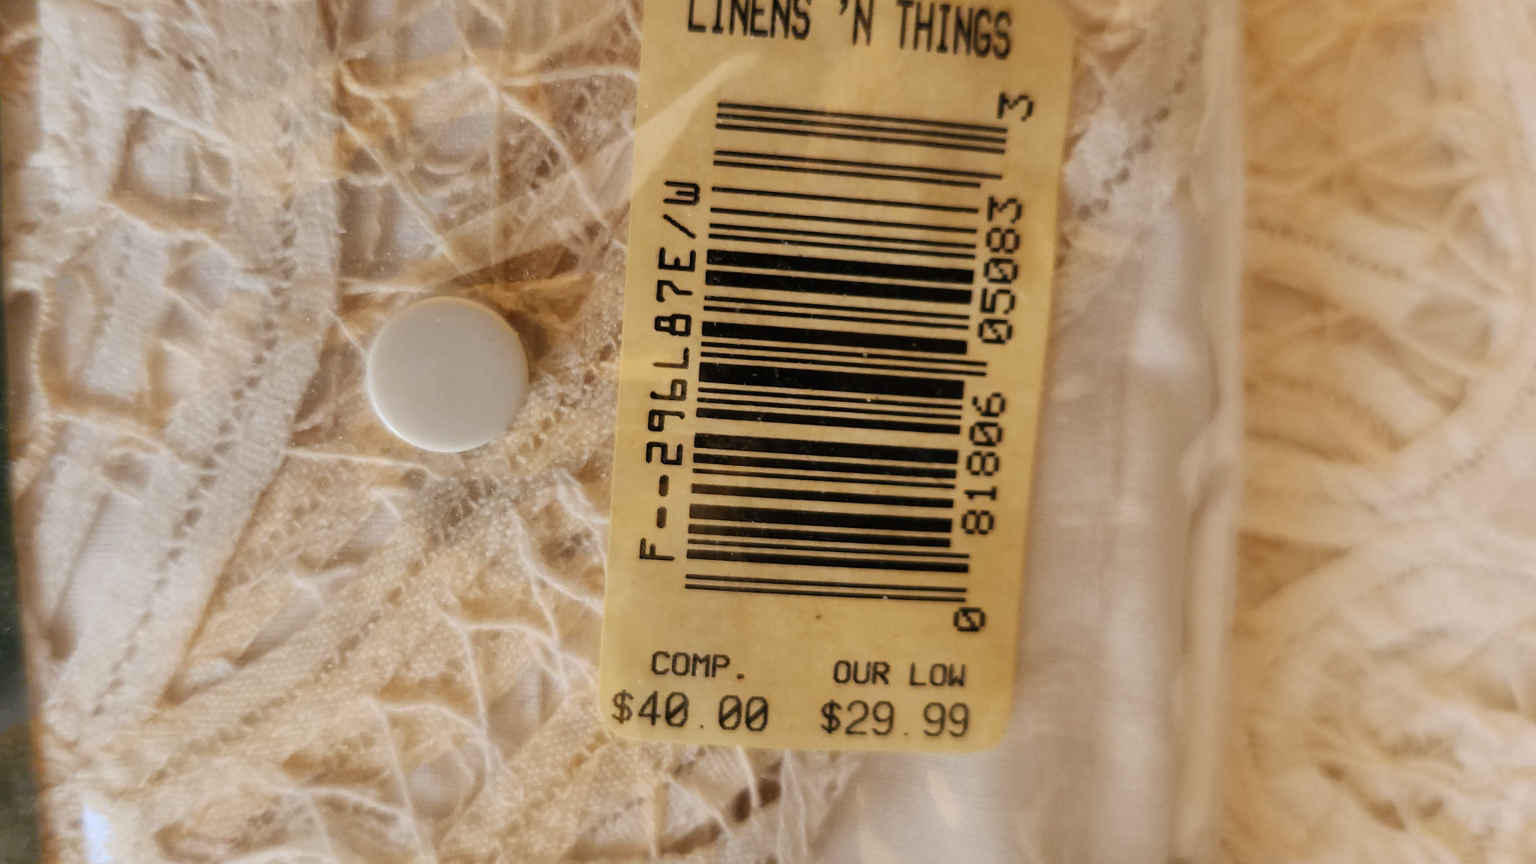 LINENS 'N THINGS
F--296L87E/W
0 81806 05083 3
COMP. OUR LOW
$40.00 $29.99